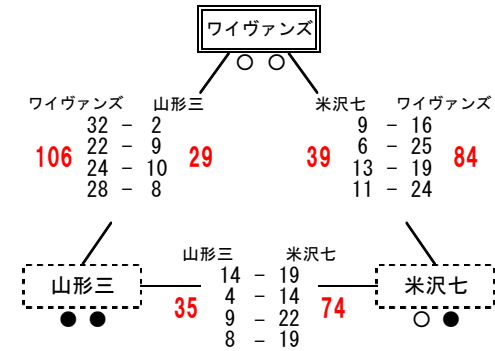 ワイヴァンズ
○ ○
ワイヴァンズ 山形三
106 29
32 - 2
22 - 9
24 - 10
28 - 8
米沢七 ワイヴァンズ
39 84
9 - 16
6 - 25
13 - 19
11 - 24
山形三 米沢七
35 74
14 - 19
4 - 14
9 - 22
8 - 19
山形三
● ●
米沢七
○ ●